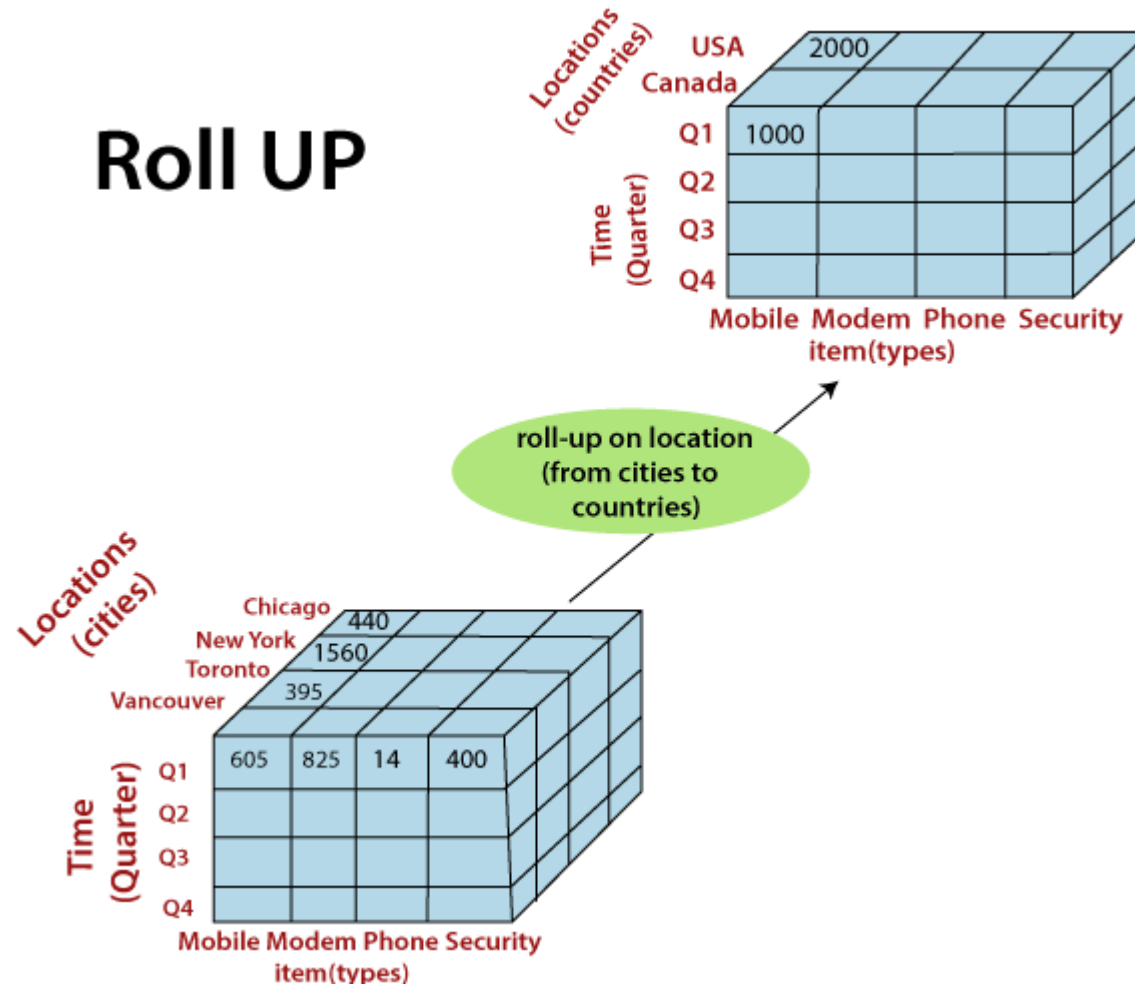 Roll UP
Locations
(countries)
USA
Canada
2000
Q1
Q2
Q3
Q4
1000
Time
(Quarter)
Mobile Modem Phone Security
item(types)
roll-up on location
(from cities to
countries)
Locations
(cities)
Chicago
New York
Toronto
Vancouver
440
1560
395
605 825 14 400
Q1
Q2
Q3
Q4
Time
(Quarter)
Mobile Modem Phone Security
item(types)